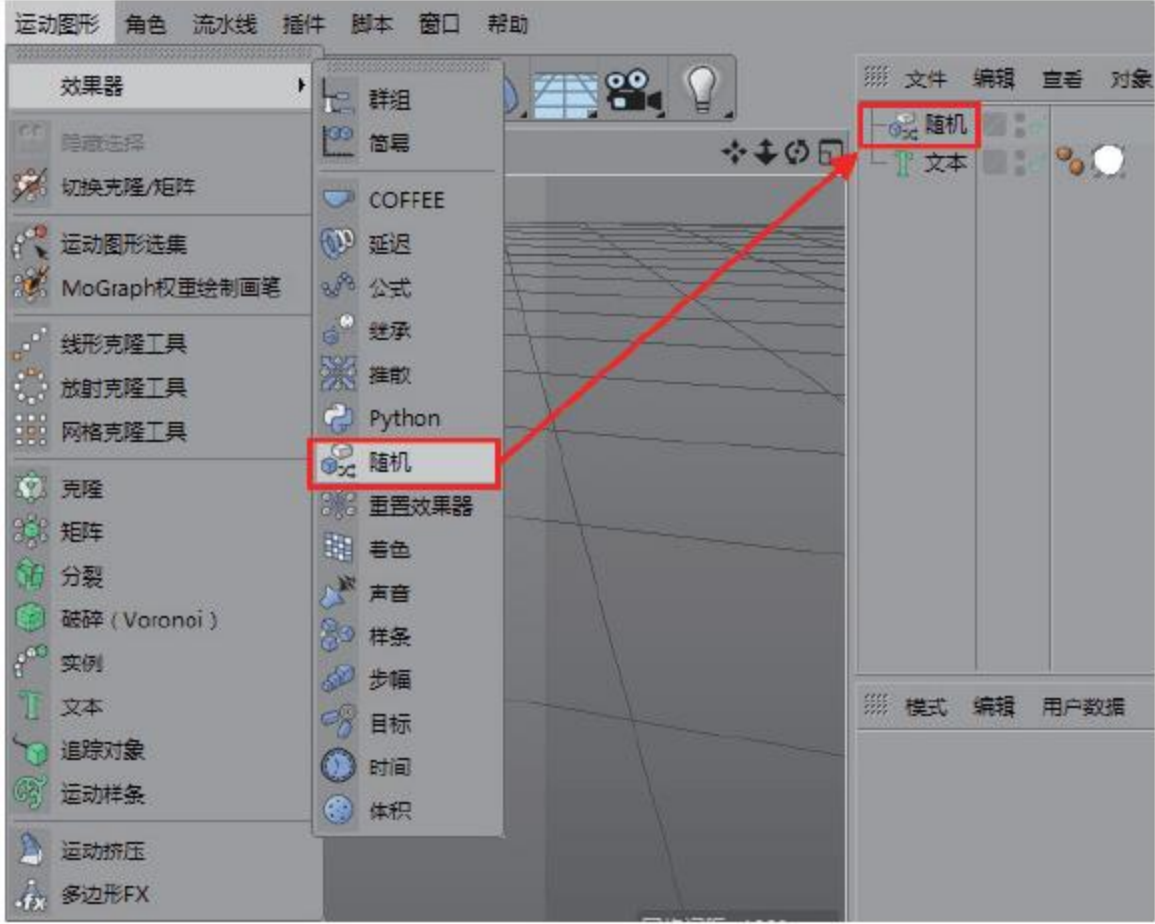 运动图形 角色 流水线 插件 脚本 窗口 帮助
效果器
隐藏选择
切换克隆/矩阵
运动图形选集
MoGraph权重绘制画笔
线形克隆工具
放射克隆工具
网格克隆工具
克隆
矩阵
分裂
破碎(Voronoi)
实例
文本
追踪对象
运动样条
运动挤压
多边形FX
群组
简易
COFFEE
延迟
公式
继承
推散
Python
随机
重置效果器
着色
声音
样条
步幅
目标
时间
体积
文件 编辑 查看 对象
随机
文本
模式 编辑 用户数据